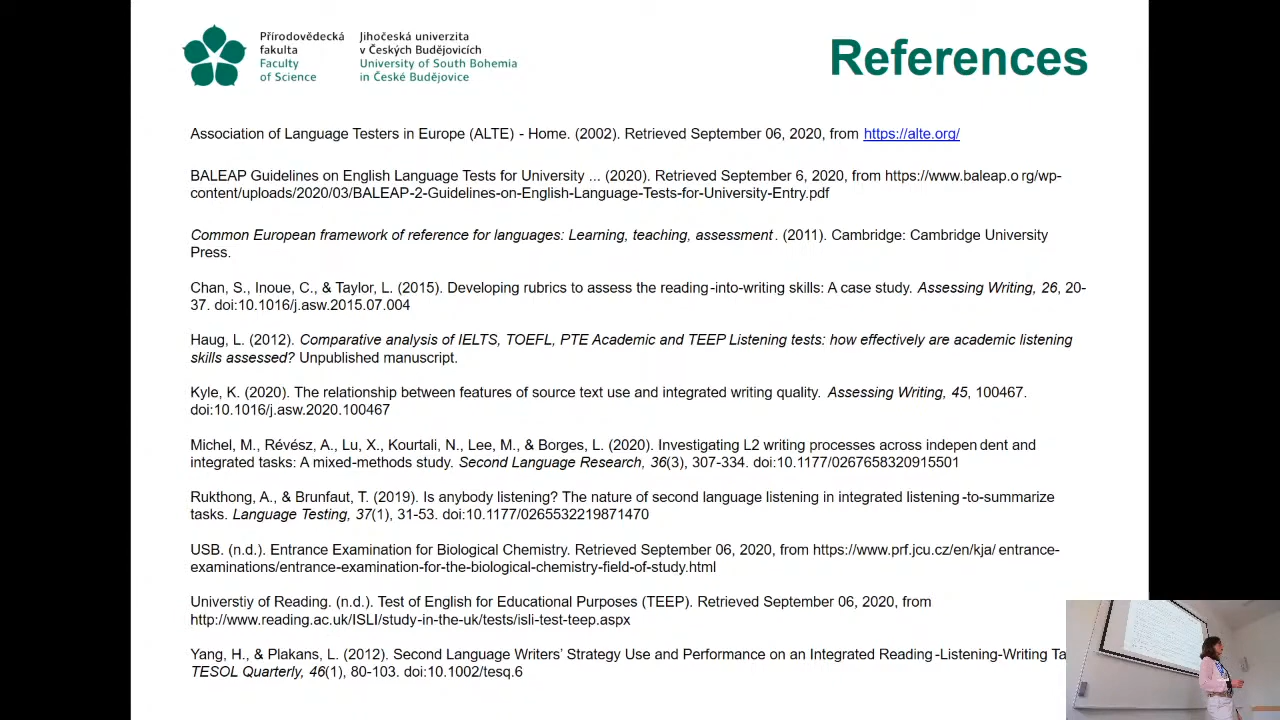 Přírodovědecká
fakulta
Faculty
of Science
Jihočeská univerzita
v Českých Budějovicích
University of South Bohemia
in České Budějovice
References
Association of Language Testers in Europe (ALTE) - Home. (2002). Retrieved September 06, 2020, from https://alte.org/
BALEAP Guidelines on English Language Tests for University ... (2020). Retrieved September 6, 2020, from https://www.baleap.o rg/wp-
content/uploads/2020/03/BALEAP-2-Guidelines-on-English-Language-Tests-for-University-Entry.pdf
Common European framework of reference for languages: Learning, teaching, assessment. (2011). Cambridge: Cambridge University
Press.
Chan, S., Inoue, C., & Taylor, L. (2015). Developing rubrics to assess the reading-into-writing skills: A case study. Assessing Writing, 26, 20-
37. doi:10.1016/j.asw.2015.07.004
Haug, L. (2012). Comparative analysis of IELTS, TOEFL, PTE Academic and TEEP Listening tests: how effectively are academic listening
skills assessed? Unpublished manuscript.
Kyle, K. (2020). The relationship between features of source text use and integrated writing quality. Assessing Writing, 45, 100467.
doi:10.1016/j.asw.2020.100467
Michel, M., Révész, A., Lu, X., Kourtali, N., Lee, M., & Borges, L. (2020). Investigating L2 writing processes across indepen dent and
integrated tasks: A mixed-methods study. Second Language Research, 36(3), 307-334. doi:10.1177/0267658320915501
Rukthong, A., & Brunfaut, T. (2019). Is anybody listening? The nature of second language listening in integrated listening-to-summarize
tasks. Language Testing, 37(1), 31-53. doi:10.1177/0265532219871470
USB. (n.d.). Entrance Examination for Biological Chemistry. Retrieved September 06, 2020, from https://www.prf.jcu.cz/en/kja/ entrance-
examinations/entrance-examination-for-the-biological-chemistry-field-of-study.html
Universtiy of Reading. (n.d.). Test of English for Educational Purposes (TEEP). Retrieved September 06, 2020, from
http://www.reading.ac.uk/ISLI/study-in-the-uk/tests/isli-test-teep.aspx
Yang, H., & Plakans, L. (2012). Second Language Writers' Strategy Use and Performance on an Integrated Reading-Listening-Writing Ta
TESOL Quarterly, 46(1), 80-103. doi:10.1002/tesq.6